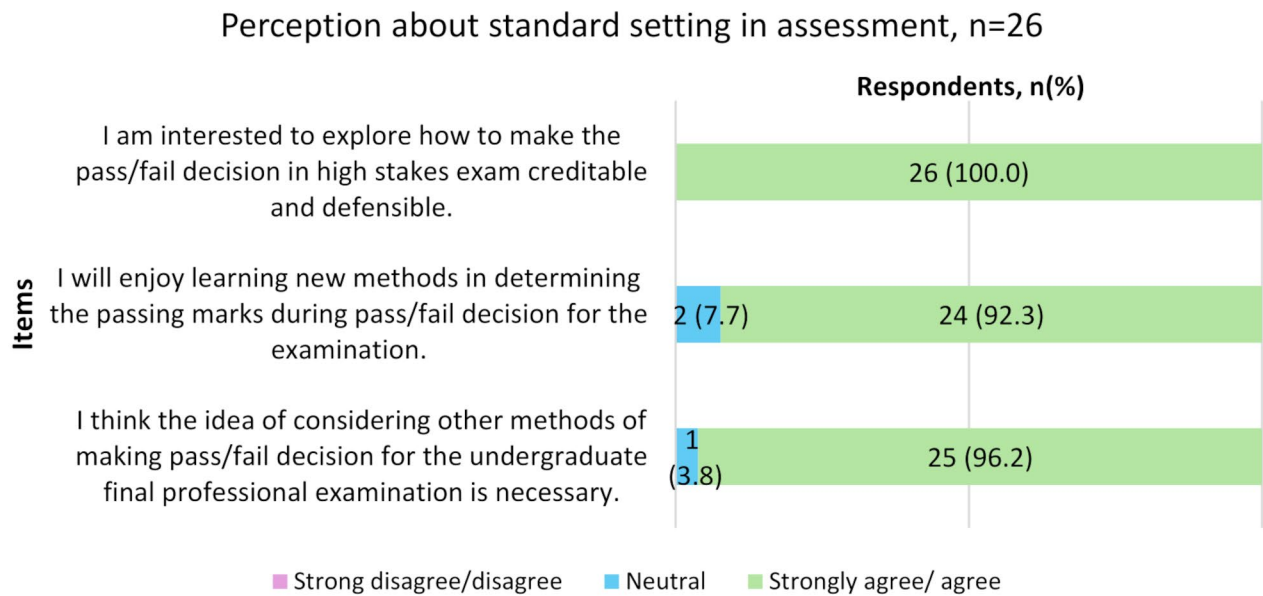 Perception about standard setting in assessment, n=26
Respondents, n(%)
Items
I am interested to explore how to make the
pass/fail decision in high stakes exam creditable
and defensible.
26 (100.0)
I will enjoy learning new methods in determining
the passing marks during pass/fail decision for the
examination.
2 (7.7)
24 (92.3)
I think the idea of considering other methods of
making pass/fail decision for the undergraduate
final professional examination is necessary.
1
(3.8)
25 (96.2)
Strong disagree/disagree
Neutral
Strongly agree/ agree